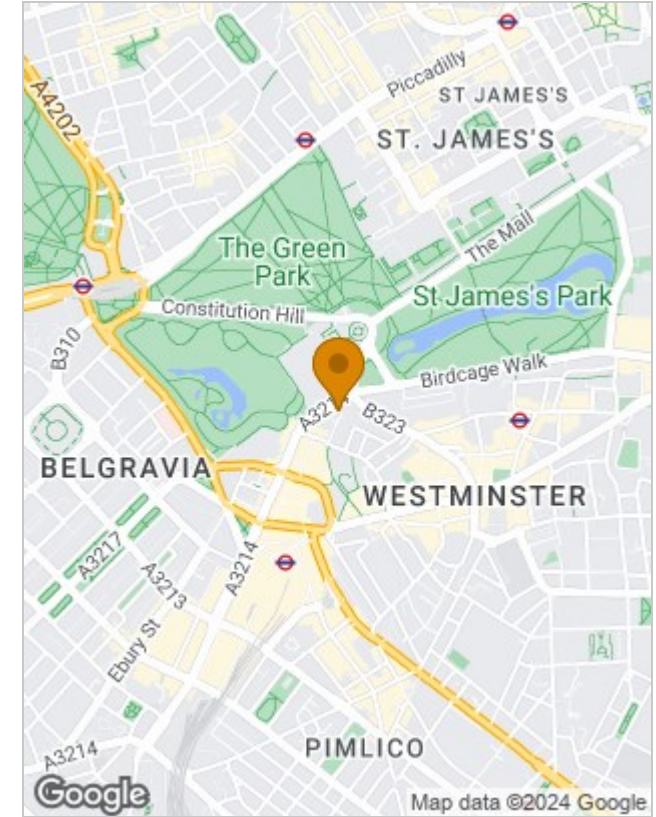 A4202
Piccadilly
ST JAMES'S
ST. JAMES'S
The Mall
The Green
Park
St James's Park
Constitution Hill
B310
Birdcage Walk
A3214
B323
BELGRAVIA
WESTMINSTER
A3217
A3213
A3214
Ebury St
A3214
PIMLICO
Google
Map data ©2024 Google